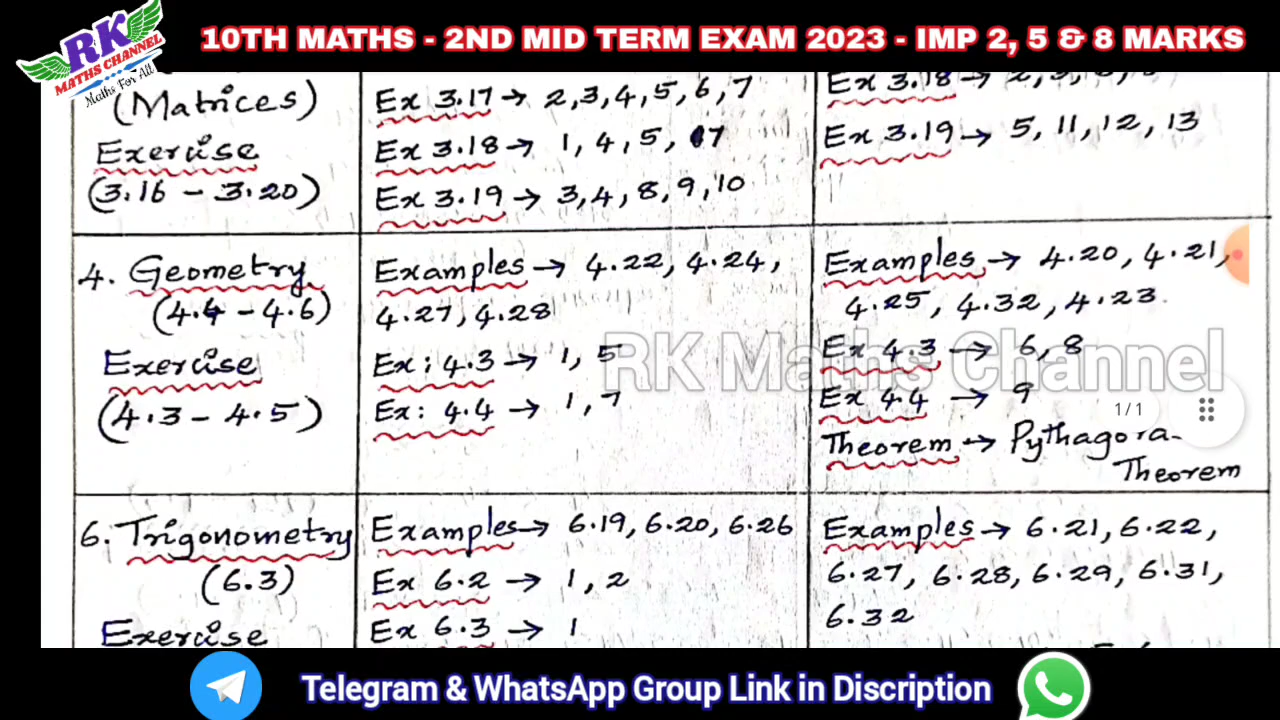 RK
MATHS CHANNEL
Maths For All
10TH MATHS - 2ND MID TERM EXAM 2023 - IMP 2, 5 & 8 MARKS
(Matrices)
Exercise
(3.16 - 3.20)
Ex 3.17 → 2,3,4,5,6,7
Ex 3.18 → 1, 4, 5, 7
Ex 3.19 → 3,4,8,9,10
Ex 3.18 →
Ex 3.19 → 5, 11, 12, 13
4. Geometry
(4.4 - 4.6)
Exercise
(4.3 - 4.5)
Examples → 4.22, 4.24,
4.27, 4.28
Ex: 4.3 → 1, 5
Ex: 4.4 → 1, 7
Examples → 4.20, 4.21,
4.25, 4.32, 4.23.
Ex 4.3 → 6, 8
Ex 4.4 → 9
Theorem → Pythagora-
Theorem
RK Maths Channel
1/1
6. Trigonometry
(6.3)
Exercise
Examples → 6.19, 6.20, 6.26
Ex 6.2 → 1, 2
Ex 6.3 → 1
Examples → 6.21, 6.22,
6.27, 6.28, 6.29, 6.31,
6.32
Telegram & WhatsApp Group Link in Discription